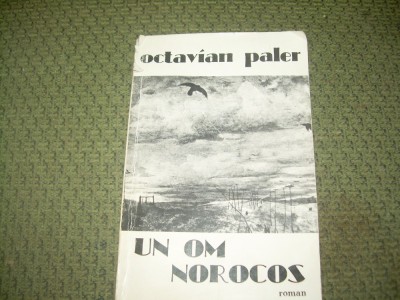 octavian paler
UN OM
NOROCOS
roman